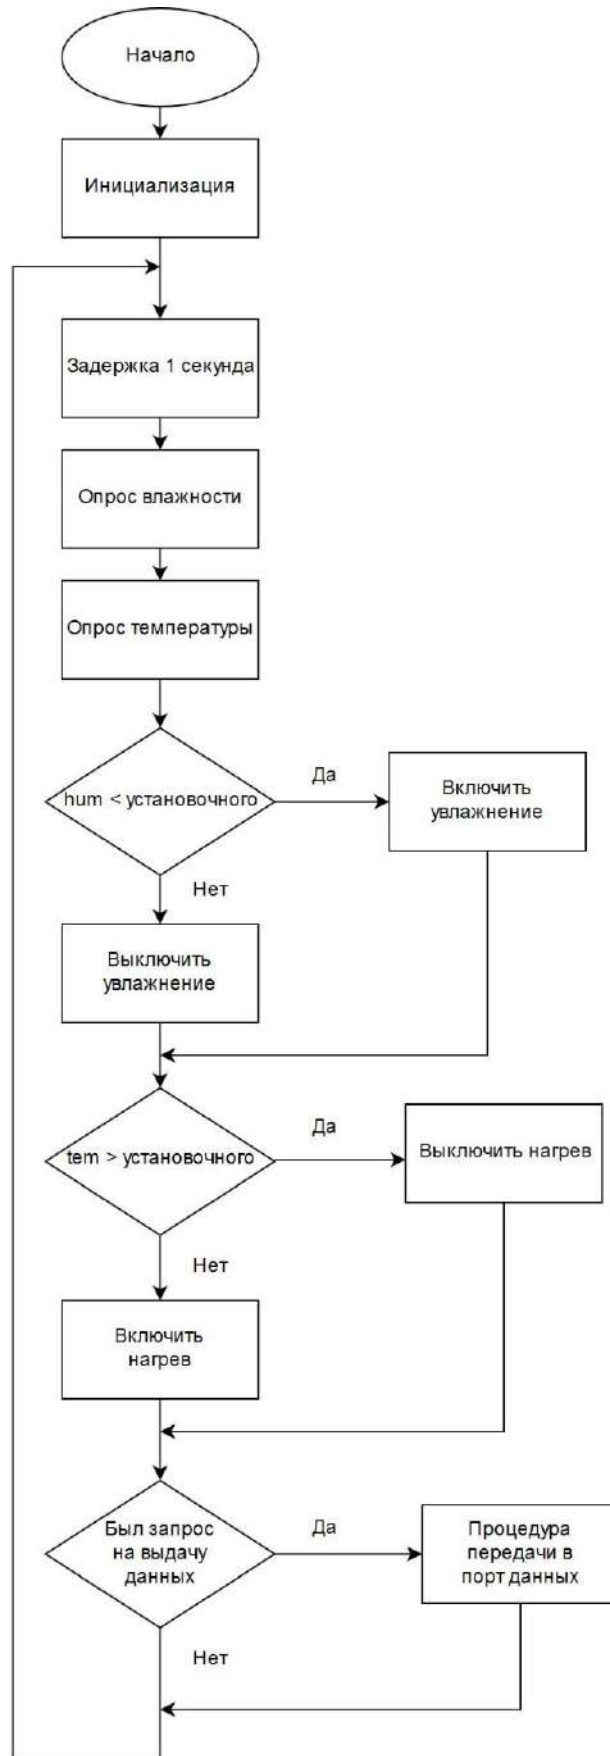 Начало
Инициализация
Задержка 1 секунда
Опрос влажности
Опрос температуры
hum < установочного
Да
Включить
увлажнение
Нет
Выключить
увлажнение
tem > установочного
Да
Выключить нагрев
Нет
Включить
нагрев
Был запрос
на выдачу
данных
Да
Процедура
передачи в
порт данных
Нет